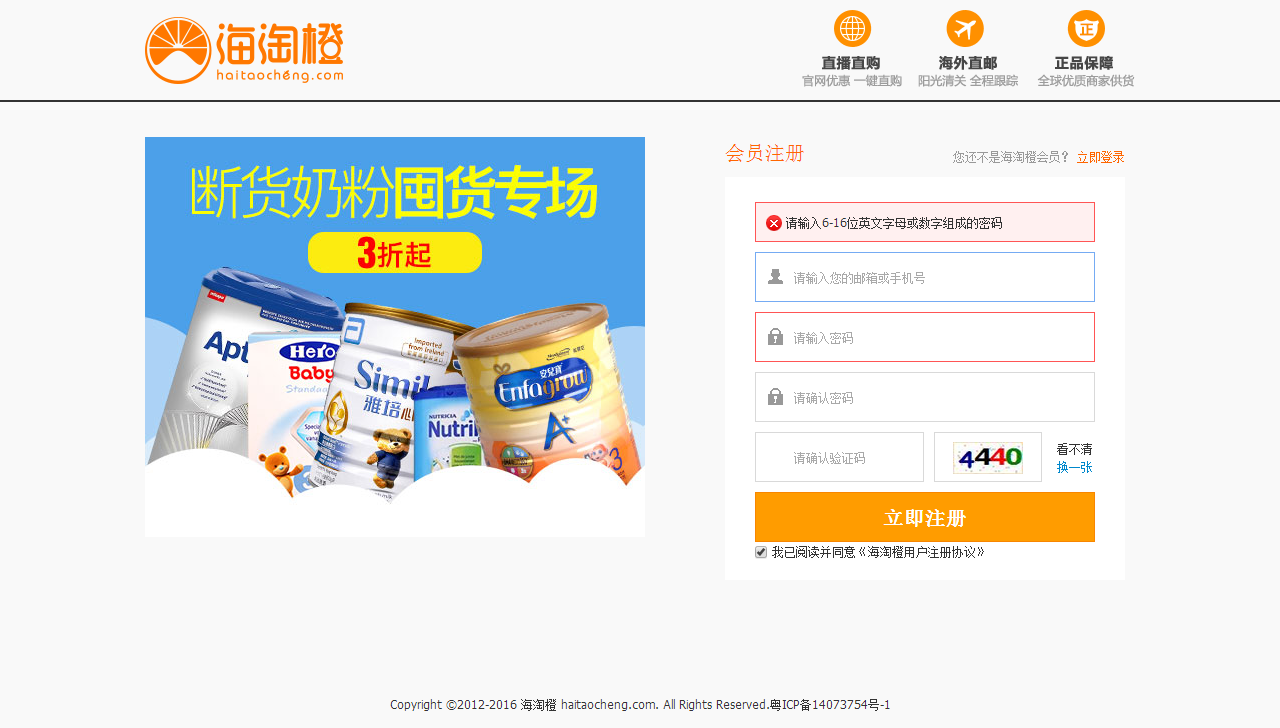 海淘橙
haitaocheng.com
直播直购
官网优惠 一键直购
海外直邮
阳光清关 全程跟踪
正
正品保障
全球优质商家供货
断货奶粉囤货专场
3折起
Hero
Baby
Standaard
Imported
from Ireland
雅培
NUTRICIA
安儿宝
Enfagrow
A+
3
会员注册
您还不是海淘橙会员？ 立即登录
请输入6-16位英文字母或数字组成的密码
请输入您的邮箱或手机号
请输入密码
请确认密码
请确认验证码
4440
看不清
换一张
立即注册
我已阅读并同意《海淘橙用户注册协议》
Copyright ©2012-2016 海淘橙 haitaocheng.com. All Rights Reserved.粤ICP备14073754号-1